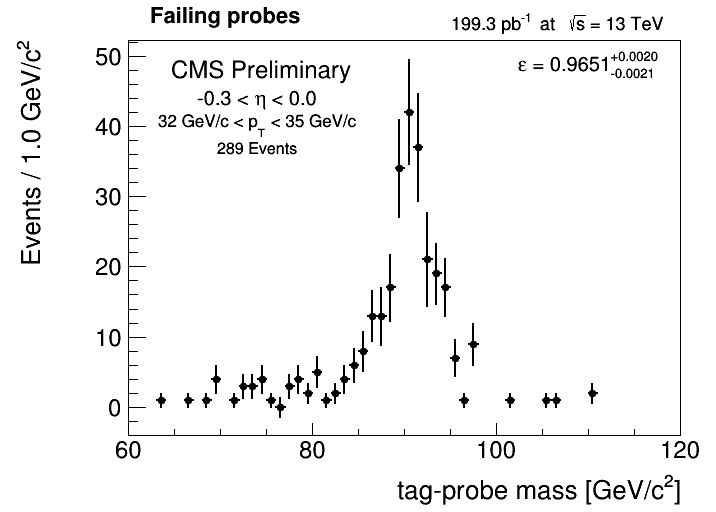 Failing probes
199.3 pb⁻¹ at √s = 13 TeV
CMS Preliminary
ε = 0.9651 +0.0020 -0.0021
-0.3 < η < 0.0
32 GeV/c < p_T < 35 GeV/c
289 Events
Events / 1.0 GeV/c²
50
40
30
20
10
0
60 80 100 120
tag-probe mass [GeV/c²]